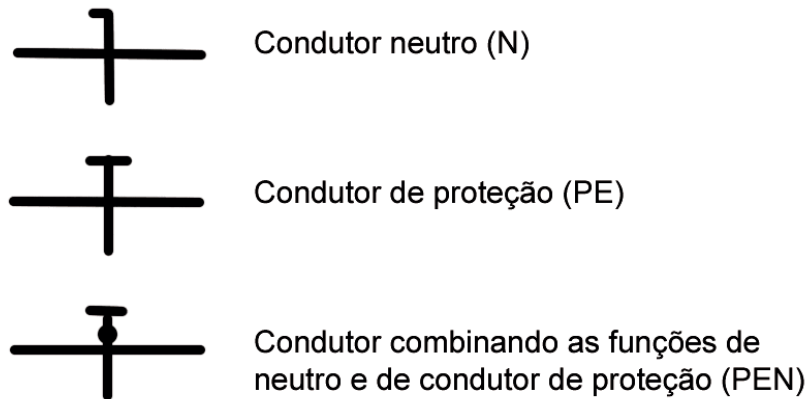 Condutor neutro (N)
Condutor de proteção (PE)
Condutor combinando as funções de
neutro e de condutor de proteção (PEN)